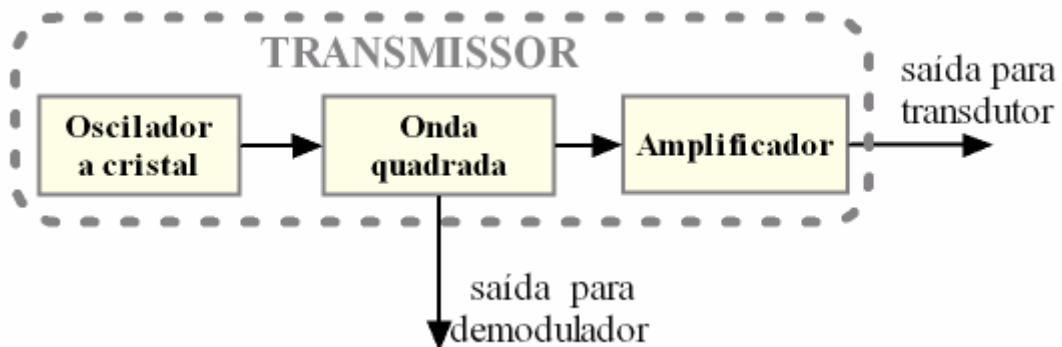 TRANSMISSOR
Oscilador
a cristal
Onda
quadrada
Amplificador
saída para
transdutor
saída para
demodulador